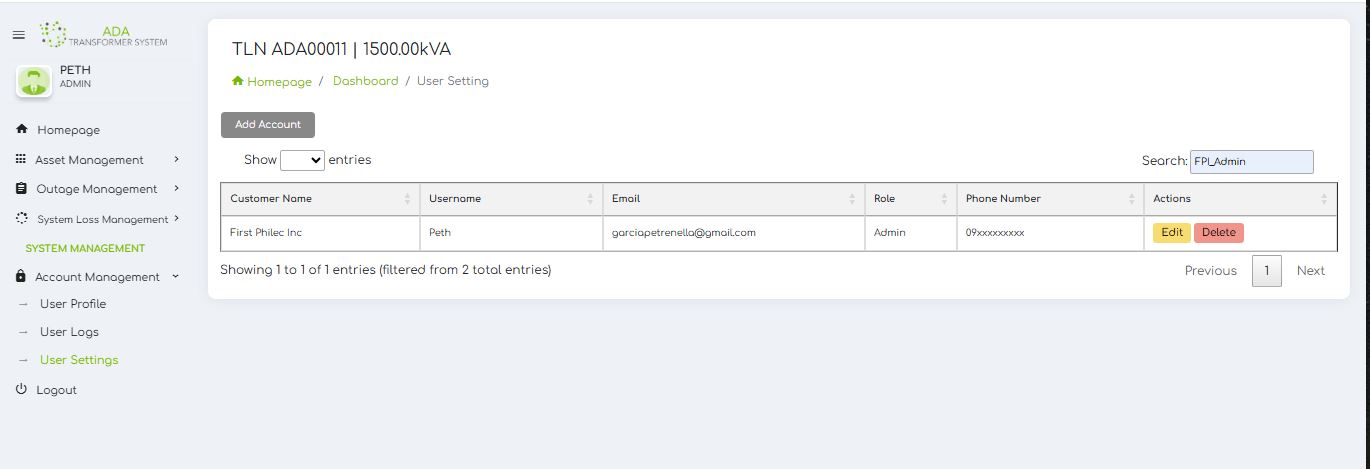 ADA
TRANSFORMER SYSTEM
PETH
ADMIN
Homepage
Asset Management
Outage Management
System Loss Management
SYSTEM MANAGEMENT
Account Management
→ User Profile
→ User Logs
→ User Settings
Logout
TLN ADA00011 | 1500.00kVA
Homepage / Dashboard / User Setting
Add Account
Show entries
Search: FPI_Admin
Customer Name Username Email Role Phone Number Actions
First Philec Inc Peth garciapetrenella@gmail.com Admin 09xxxxxxxxx Edit Delete
Showing 1 to 1 of 1 entries (filtered from 2 total entries)
Previous 1 Next